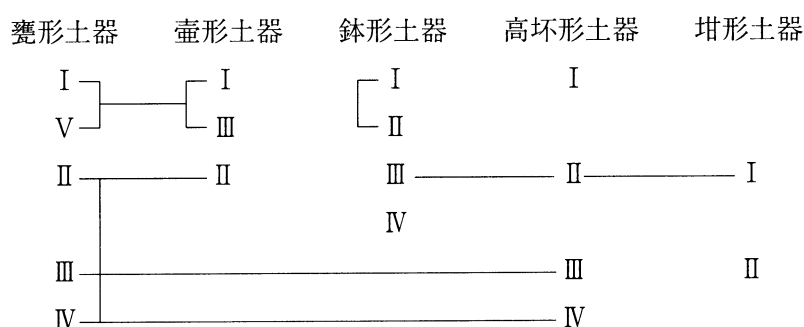 甕形土器 壷形土器 鉢形土器 高坏形土器 坩形土器
Ⅰ Ⅰ Ⅰ Ⅰ
Ⅴ Ⅲ Ⅱ
Ⅱ Ⅱ Ⅲ Ⅱ Ⅰ
Ⅳ
Ⅲ Ⅲ Ⅱ
Ⅳ Ⅳ